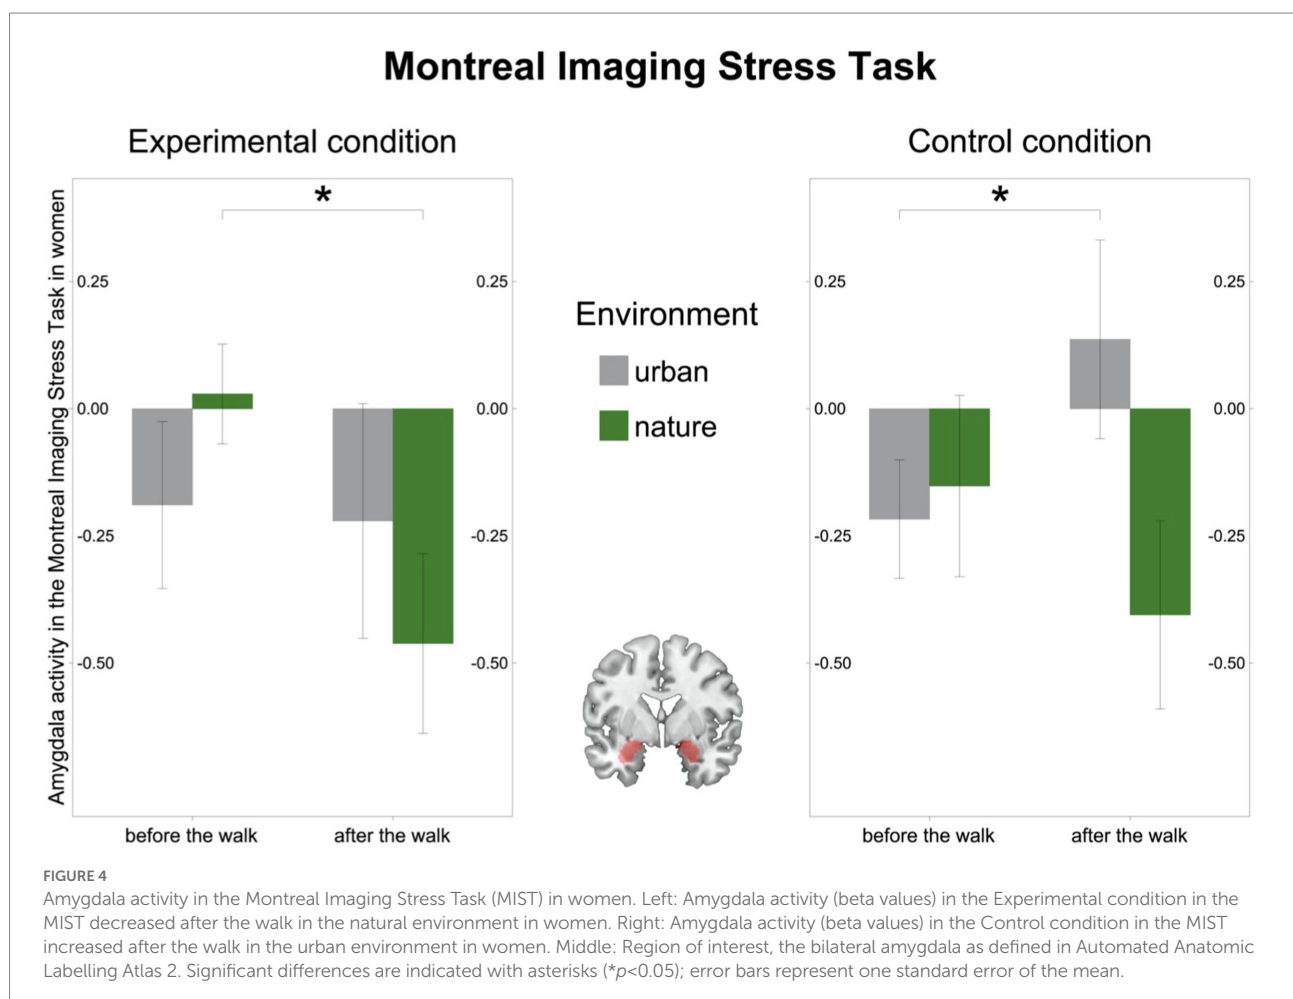 Montreal Imaging Stress Task
Experimental condition
Amygdala activity in the Montreal Imaging Stress Task in women
*
0.25
0.00
-0.25
-0.50
0.25
0.00
-0.25
-0.50
before the walk
after the walk
Environment
urban
nature
Control condition
*
0.25
0.00
-0.25
-0.50
0.25
0.00
-0.25
-0.50
before the walk
after the walk
FIGURE 4
Amygdala activity in the Montreal Imaging Stress Task (MIST) in women. Left: Amygdala activity (beta values) in the Experimental condition in the
MIST decreased after the walk in the natural environment in women. Right: Amygdala activity (beta values) in the Control condition in the MIST
increased after the walk in the urban environment in women. Middle: Region of interest, the bilateral amygdala as defined in Automated Anatomic
Labelling Atlas 2. Significant differences are indicated with asterisks (*p<0.05); error bars represent one standard error of the mean.